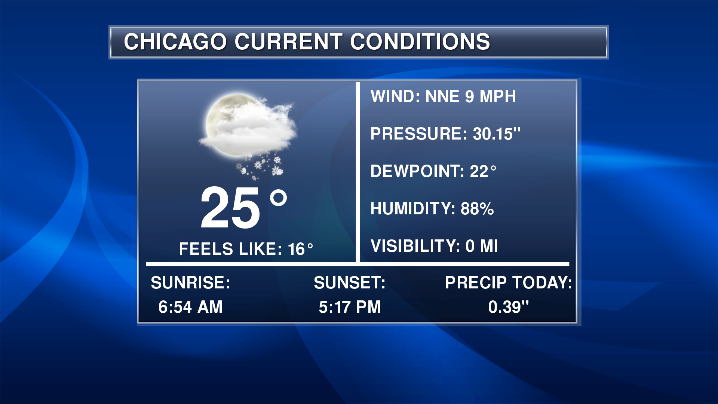 CHICAGO CURRENT CONDITIONS
25°
FEELS LIKE: 16°
WIND: NNE 9 MPH
PRESSURE: 30.15"
DEWPOINT: 22°
HUMIDITY: 88%
VISIBILITY: 0 MI
SUNRISE:
6:54 AM
SUNSET:
5:17 PM
PRECIP TODAY:
0.39"